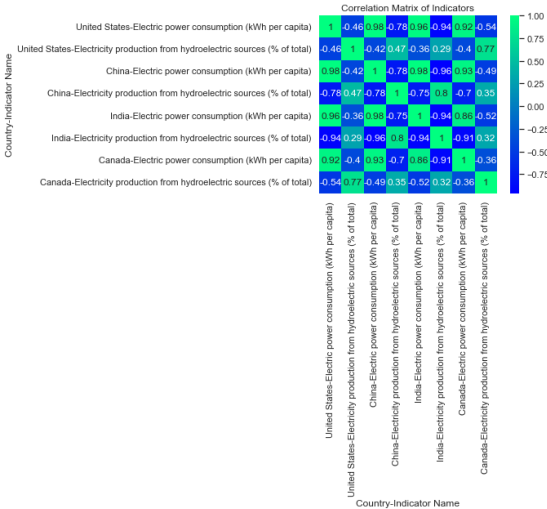 Correlation Matrix of Indicators
Country-Indicator Name
United States-Electric power consumption (kWh per capita) 1 -0.46 0.98 -0.78 0.96 -0.94 0.92 -0.54
United States-Electricity production from hydroelectric sources (% of total) -0.46 1 -0.42 0.47 -0.36 0.29 -0.4 0.77
China-Electric power consumption (kWh per capita) 0.98 -0.42 1 -0.78 0.98 -0.96 0.93 -0.49
China-Electricity production from hydroelectric sources (% of total) -0.78 0.47 -0.78 1 -0.75 0.8 -0.7 0.35
India-Electric power consumption (kWh per capita) 0.96 -0.36 0.98 -0.75 1 -0.94 0.86 -0.52
India-Electricity production from hydroelectric sources (% of total) -0.94 0.29 -0.96 0.8 -0.94 1 -0.91 0.32
Canada-Electric power consumption (kWh per capita) 0.92 -0.4 0.93 -0.7 0.86 -0.91 1 -0.36
Canada-Electricity production from hydroelectric sources (% of total) -0.54 0.77 -0.49 0.35 -0.52 0.32 -0.36 1
United States-Electric power consumption (kWh per capita)
United States-Electricity production from hydroelectric sources (% of total)
China-Electric power consumption (kWh per capita)
China-Electricity production from hydroelectric sources (% of total)
India-Electric power consumption (kWh per capita)
India-Electricity production from hydroelectric sources (% of total)
Canada-Electric power consumption (kWh per capita)
Canada-Electricity production from hydroelectric sources (% of total)
Country-Indicator Name
1.00
0.75
0.50
0.25
0.00
−0.25
−0.50
−0.75